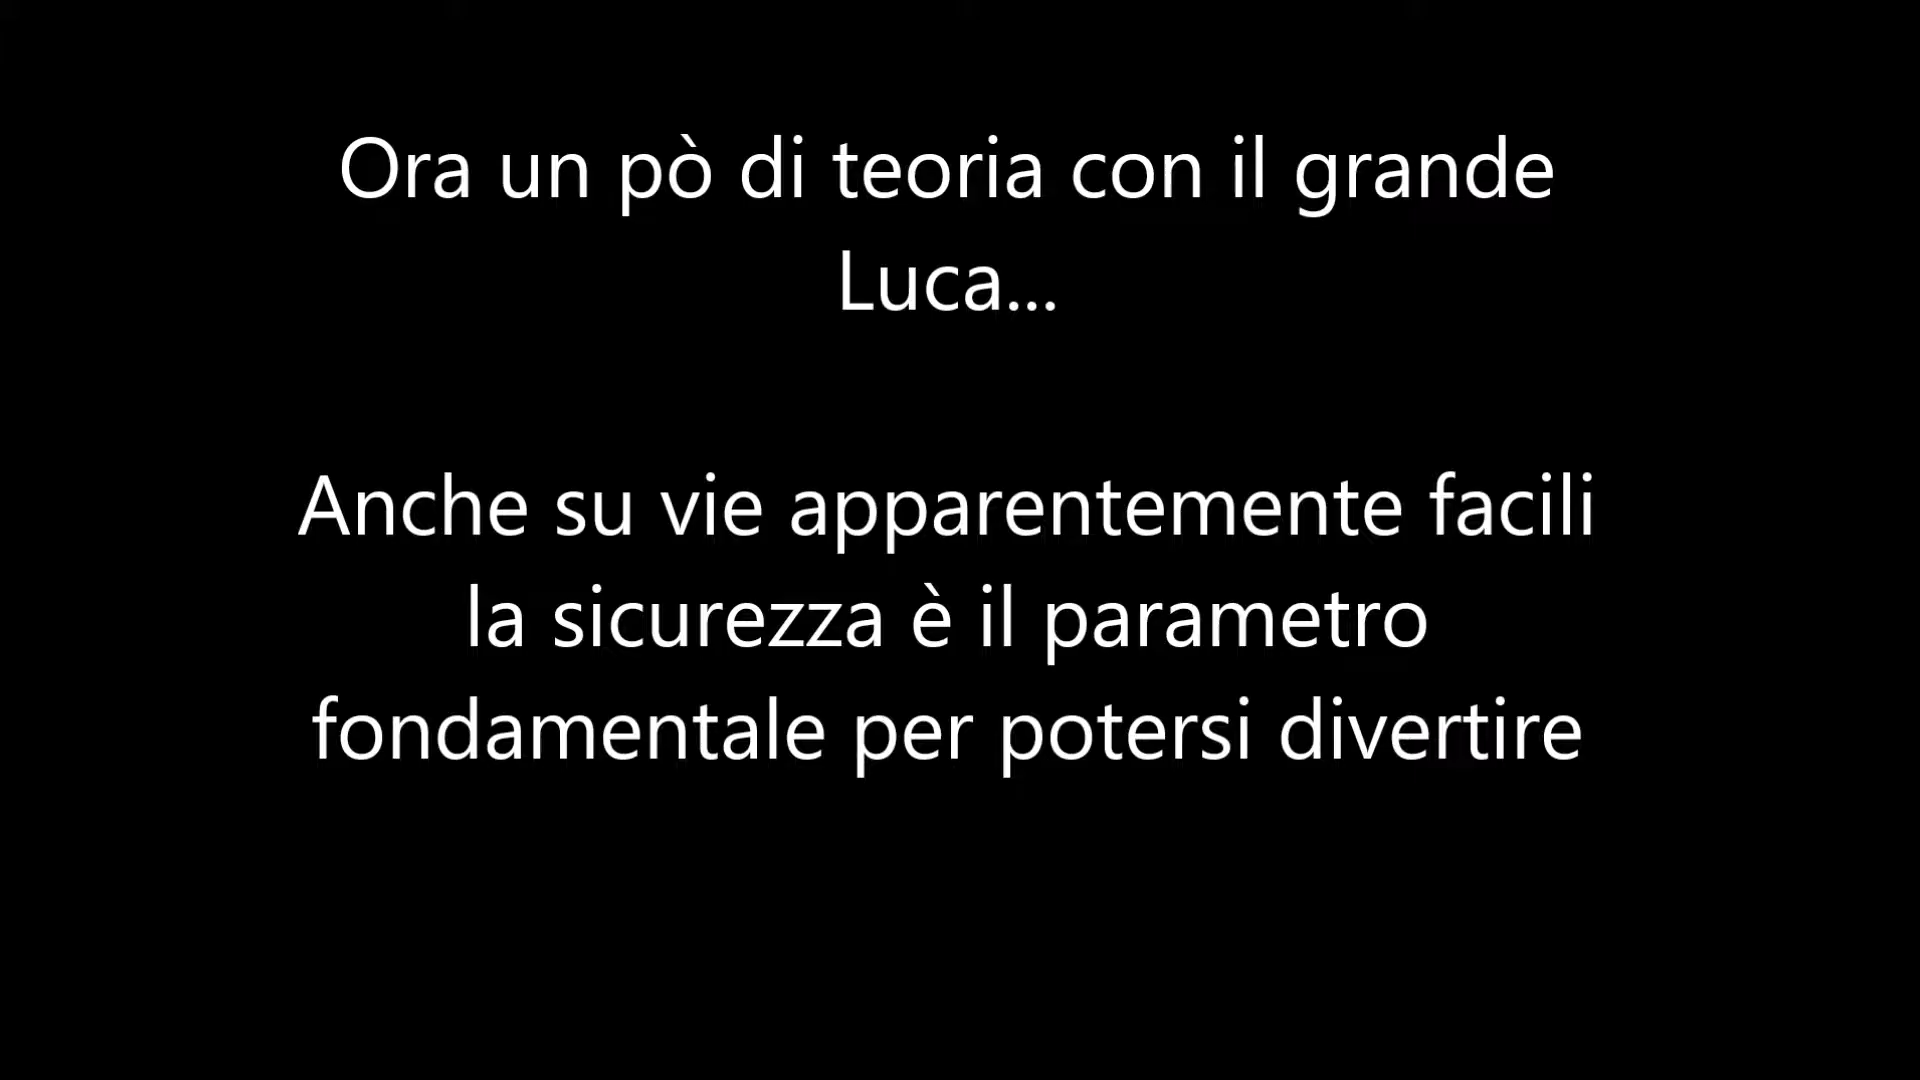 Ora un pò di teoria con il grande
Luca...
Anche su vie apparentemente facili
la sicurezza è il parametro
fondamentale per potersi divertire